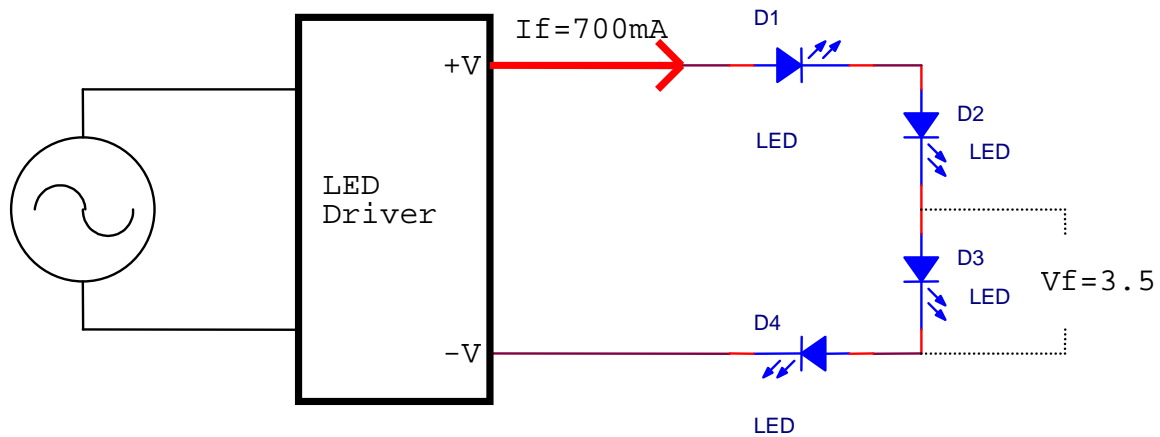 If=700mA
D1
+V
D2
LED
LED
LED
Driver
D3
LED
Vf=3.5
D4
-V
LED